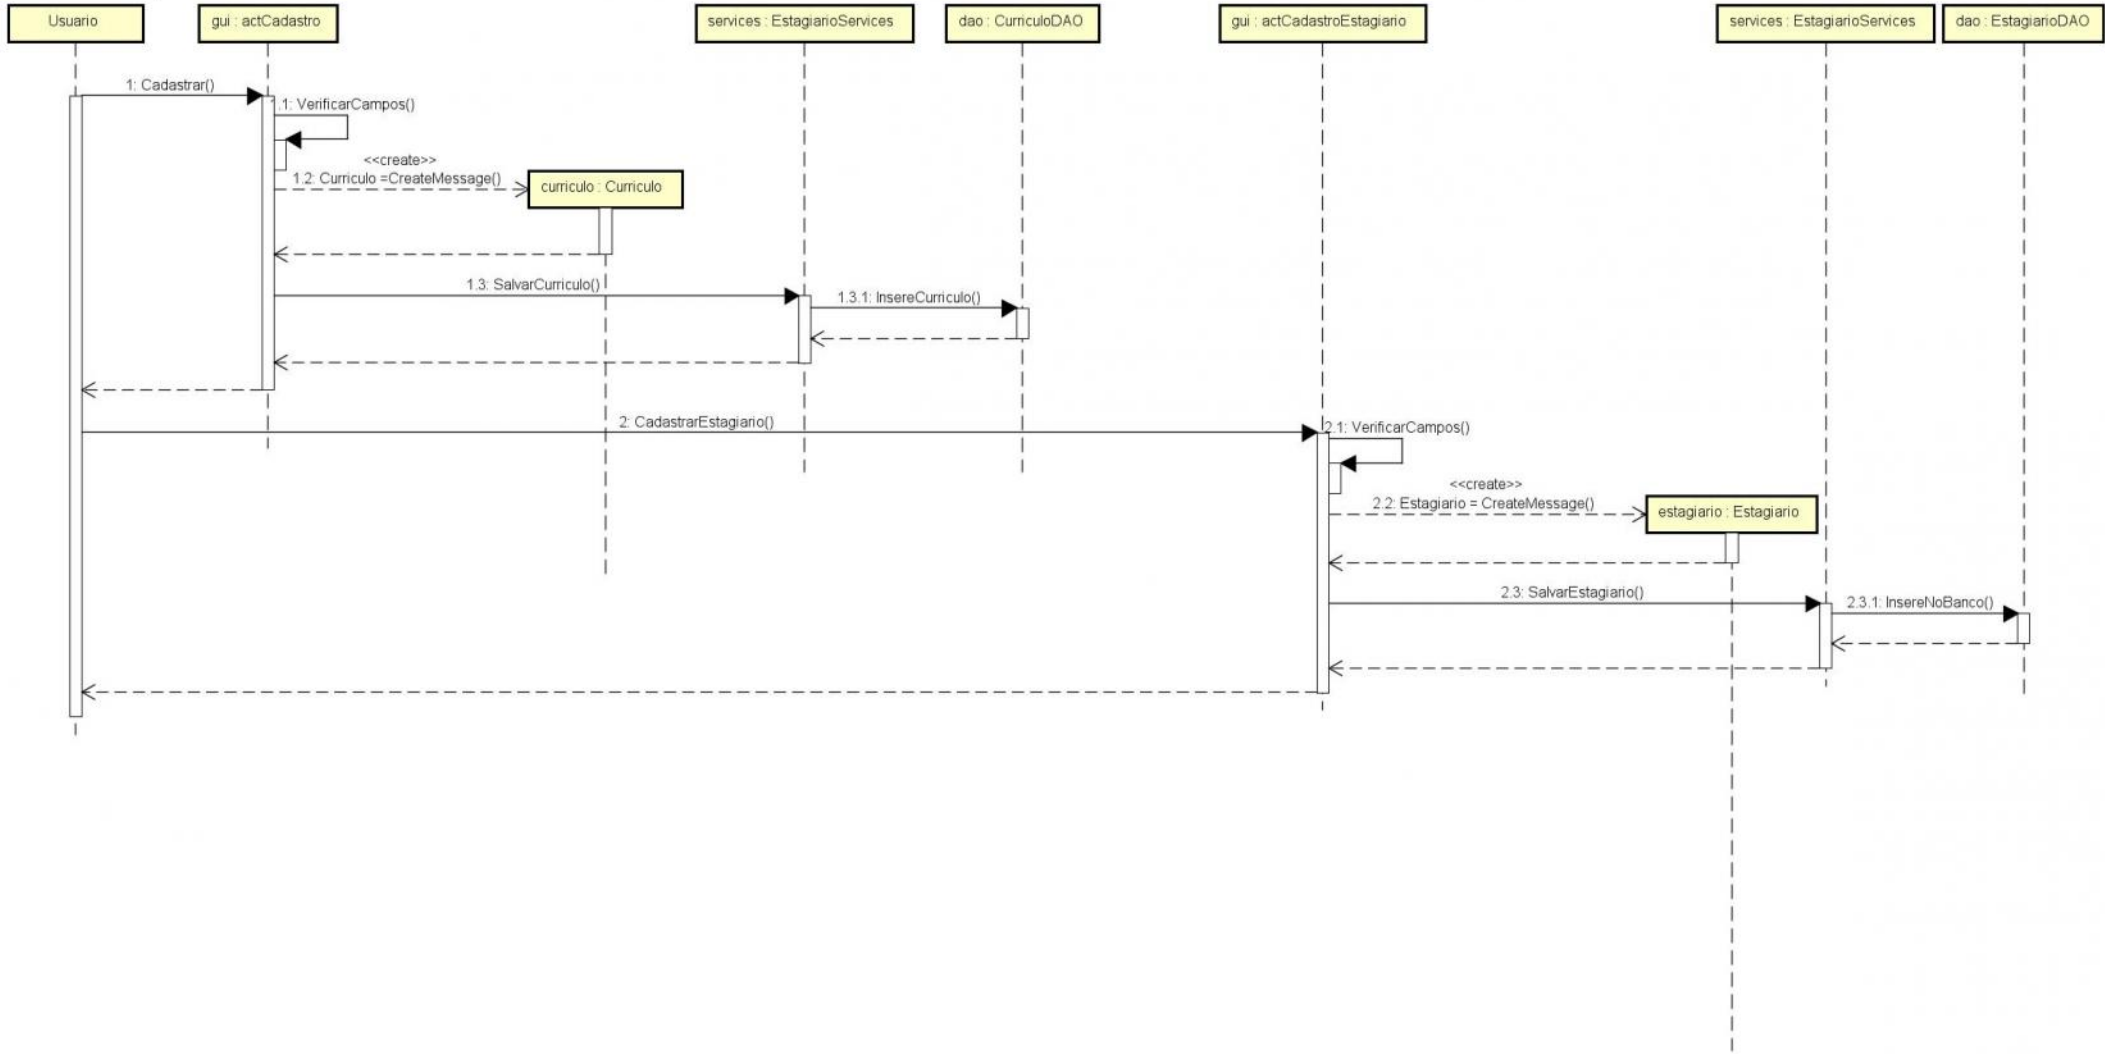 Usuario
gui : actCadastro
services : EstagiarioServices
dao : CurriculoDAO
gui : actCadastroEstagiario
services : EstagiarioServices
dao : EstagiarioDAO
1: Cadastrar()
.1: VerificarCampos()
<<create>>
1.2: Curriculo =CreateMessage()
curriculo : Curriculo
1.3: SalvarCurriculo()
1.3.1: InsereCurriculo()
2: CadastrarEstagiario()
2.1: VerificarCampos()
<<create>>
2.2: Estagiario = CreateMessage()
estagiario : Estagiario
2.3: SalvarEstagiario()
2.3.1: InsereNoBanco()